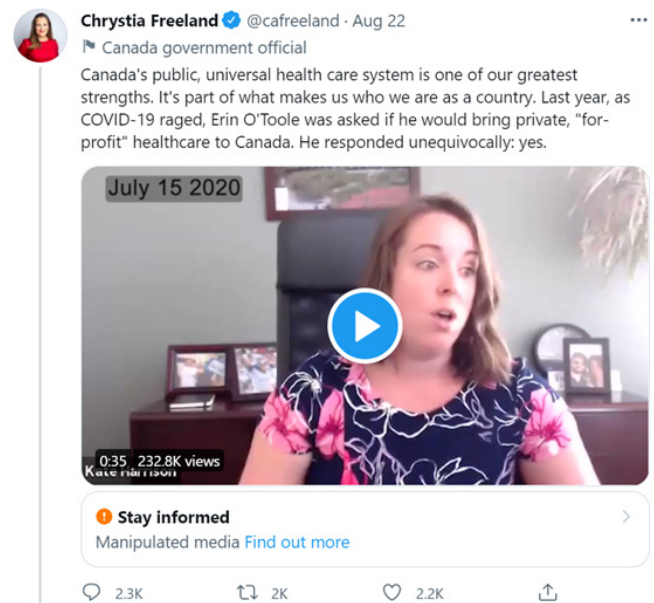 Chrystia Freeland @cafreeland · Aug 22
Canada government official
Canada's public, universal health care system is one of our greatest
strengths. It's part of what makes us who we are as a country. Last year, as
COVID-19 raged, Erin O'Toole was asked if he would bring private, "for-
profit" healthcare to Canada. He responded unequivocally: yes.
July 15 2020
0:35 232.8K views
Kate Harrison
Stay informed
Manipulated media Find out more
2.3K 2K 2.2K